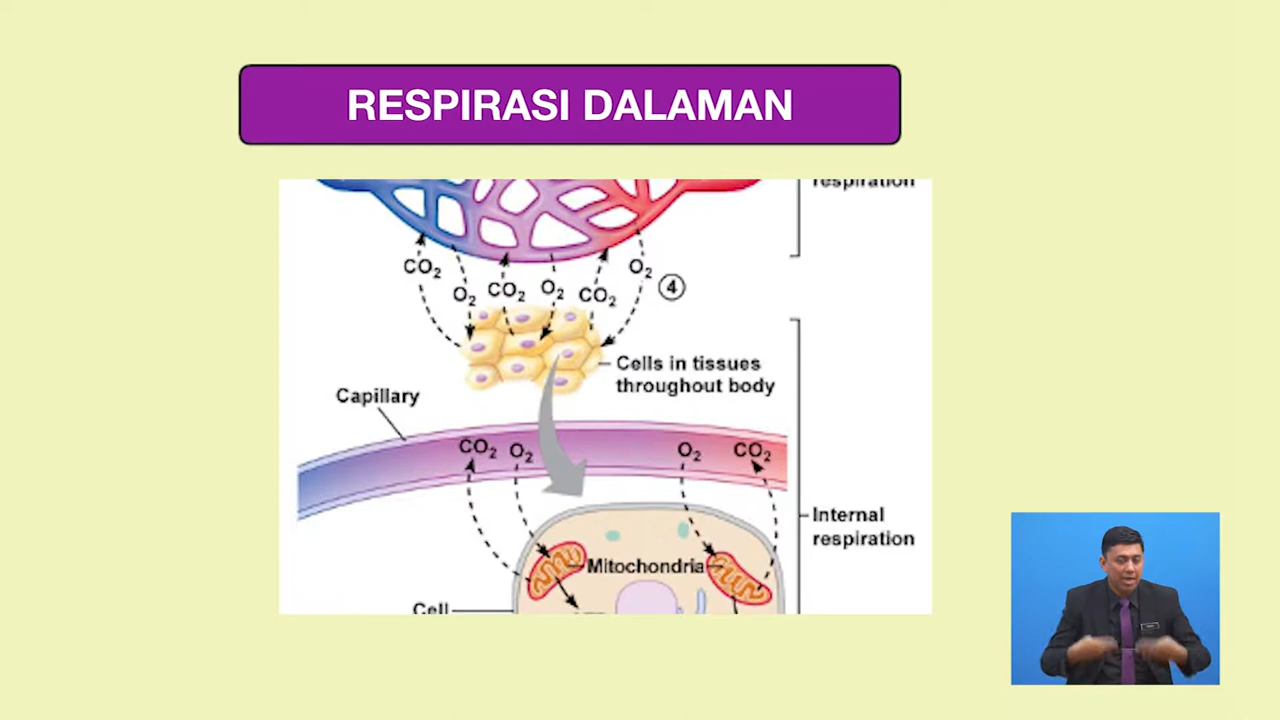 RESPIRASI DALAMAN
respiration
CO2
O2
CO2
O2
CO2
O2
4
Cells in tissues
throughout body
Capillary
CO2
O2
O2
CO2
Internal
respiration
Mitochondria
Cell